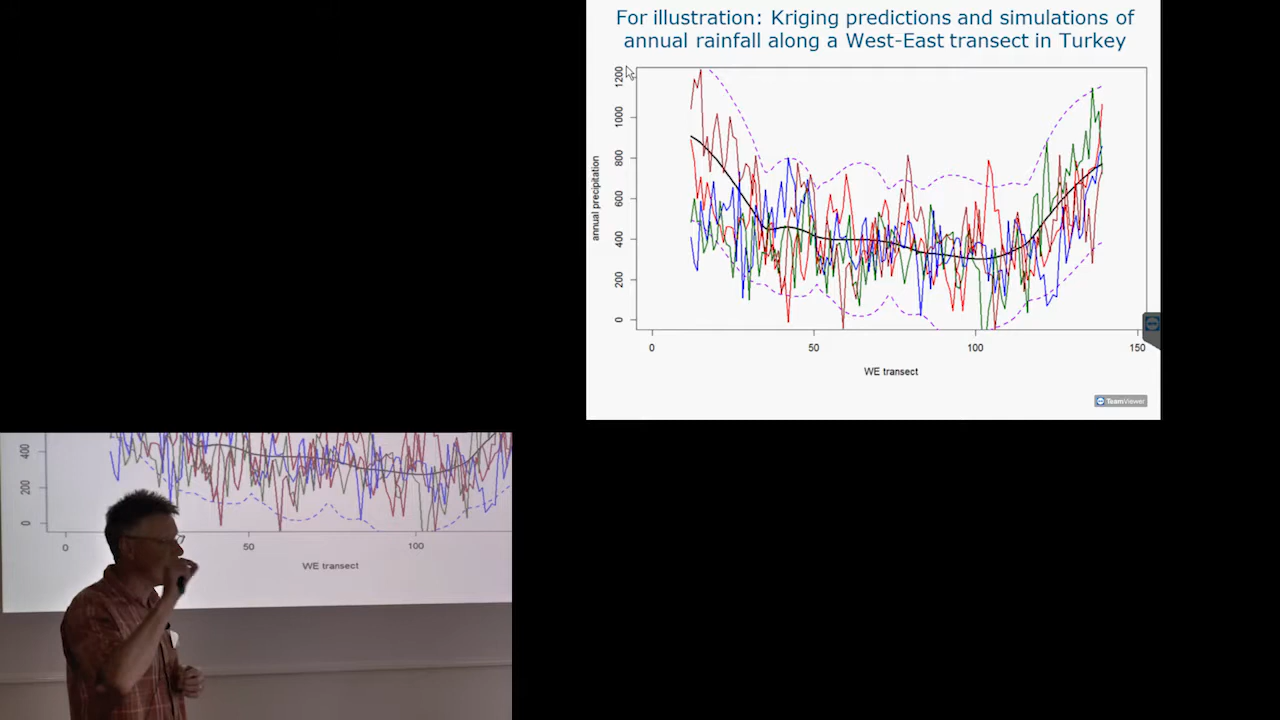 For illustration: Kriging predictions and simulations of
annual rainfall along a West-East transect in Turkey
1200
1000
800
600
400
200
0
annual precipitation
0 50 100 150
WE transect
TeamViewer
400
200
0
0 50 100
WE transect